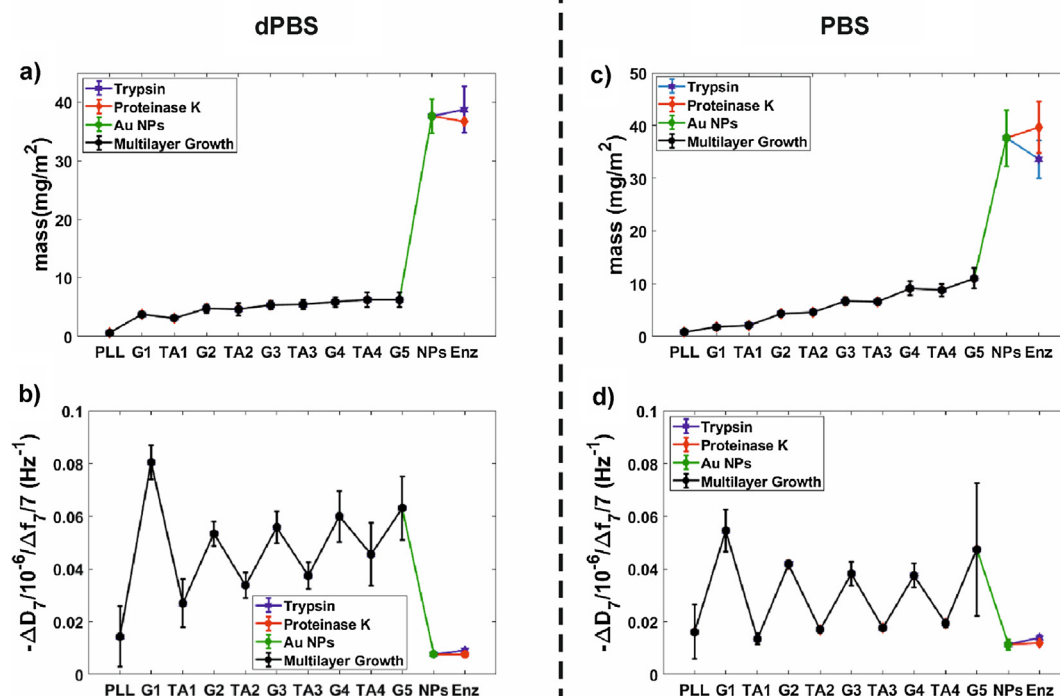 dPBS
PBS
a)
mass(mg/m²)
40
30
20
10
0
Trypsin
Proteinase K
Au NPs
Multilayer Growth
PLL G1 TA1 G2 TA2 G3 TA3 G4 TA4 G5 NPs Enz
c)
mass (mg/m²)
50
40
30
20
10
0
Trypsin
Proteinase K
Au NPs
Multilayer Growth
PLL G1 TA1 G2 TA2 G3 TA3 G4 TA4 G5 NPs Enz
b)
-ΔD₇/10⁻⁶/Δf₇/7 (Hz⁻¹)
0.1
0.08
0.06
0.04
0.02
0
Trypsin
Proteinase K
Au NPs
Multilayer Growth
PLL G1 TA1 G2 TA2 G3 TA3 G4 TA4 G5 NPs Enz
d)
-ΔD₇/10⁻⁶/Δf₇/7 (Hz⁻¹)
0.1
0.08
0.06
0.04
0.02
0
Trypsin
Proteinase K
Au NPs
Multilayer Growth
PLL G1 TA1 G2 TA2 G3 TA3 G4 TA4 G5 NPs Enz